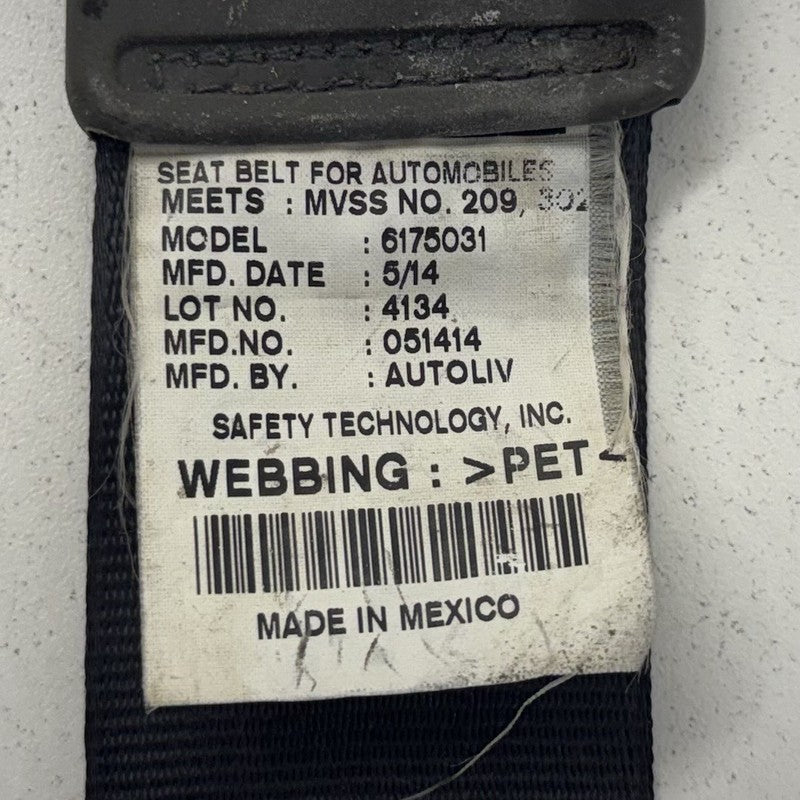 SEAT BELT FOR AUTOMOBILES
MEETS : MVSS NO. 209, 302
MODEL : 6175031
MFD. DATE : 5/14
LOT NO. : 4134
MFD.NO. : 051414
MFD. BY. : AUTOLIV
SAFETY TECHNOLOGY, INC.
WEBBING : >PET<
MADE IN MEXICO